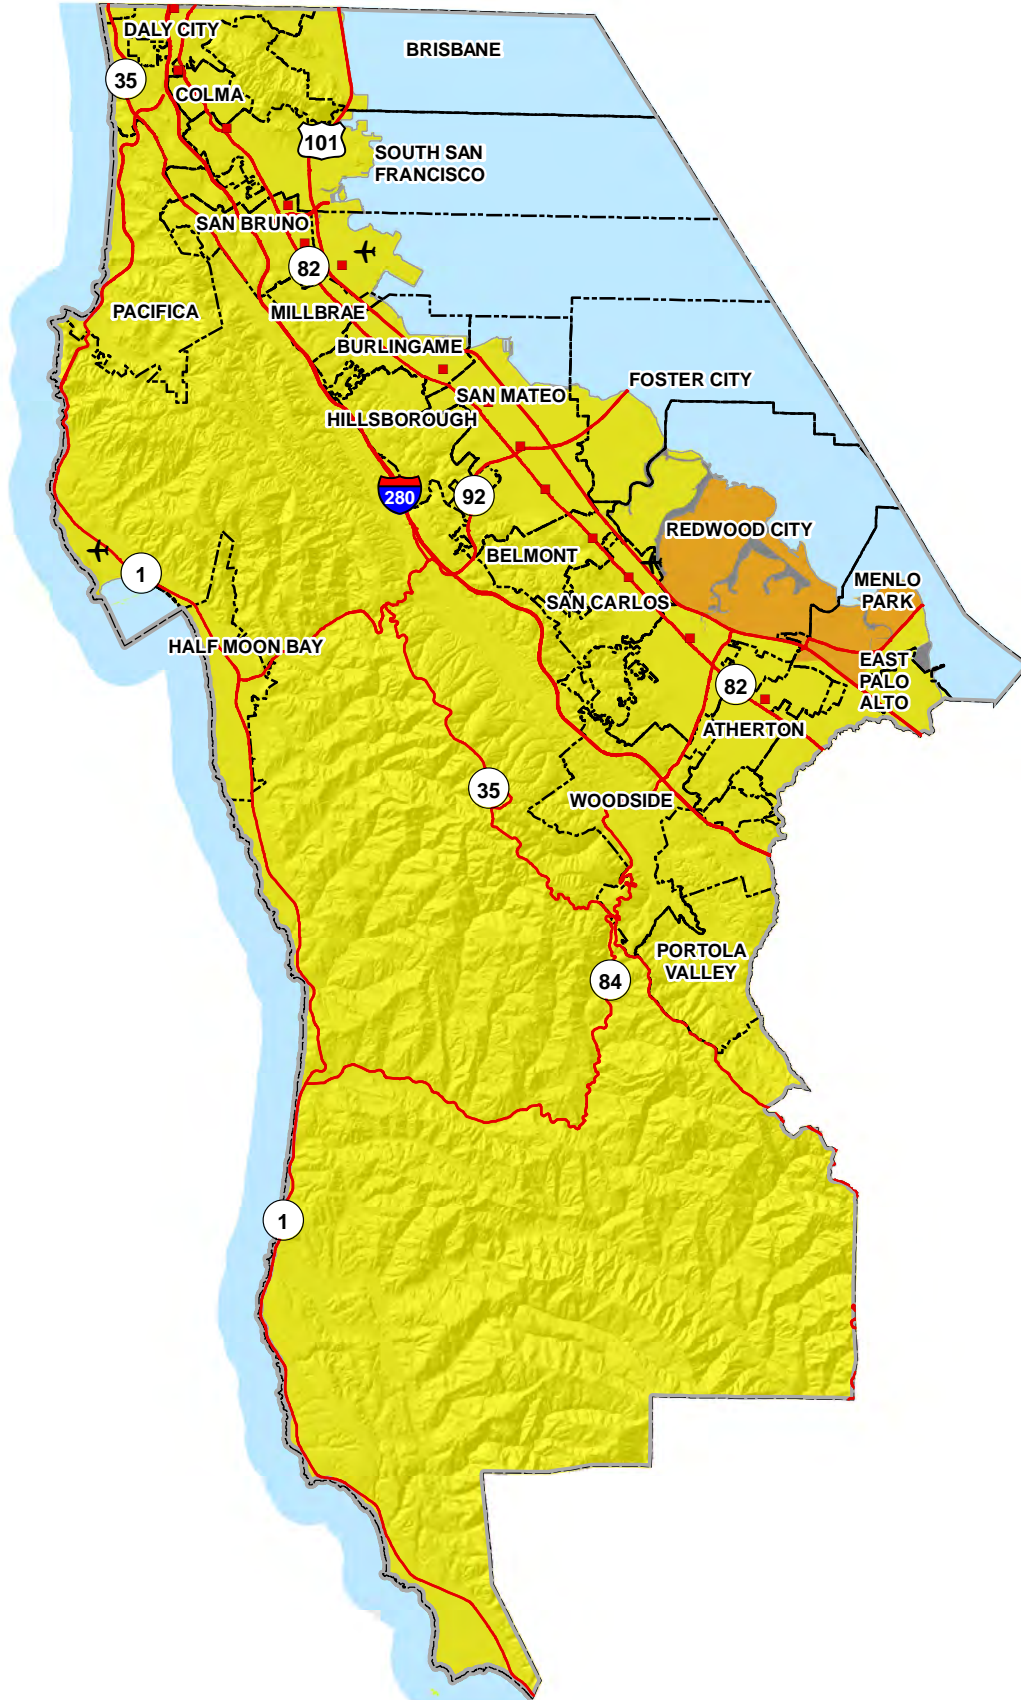 DALY CITY
BRISBANE
35
COLMA
101
SOUTH SAN
FRANCISCO
SAN BRUNO
82
PACIFICA
MILLBRAE
BURLINGAME
FOSTER CITY
SAN MATEO
HILLSBOROUGH
280
92
REDWOOD CITY
BELMONT
1
MENLO
PARK
SAN CARLOS
HALF MOON BAY
EAST
PALO
ALTO
82
ATHERTON
35
WOODSIDE
PORTOLA
VALLEY
84
1